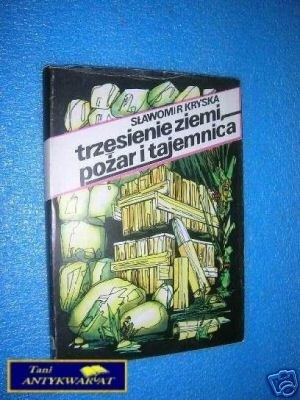 SŁAWOMIR KRYSKA
trzęsienie ziemi,
pożar i tajemnica
Tani
ANTYKWARYAT